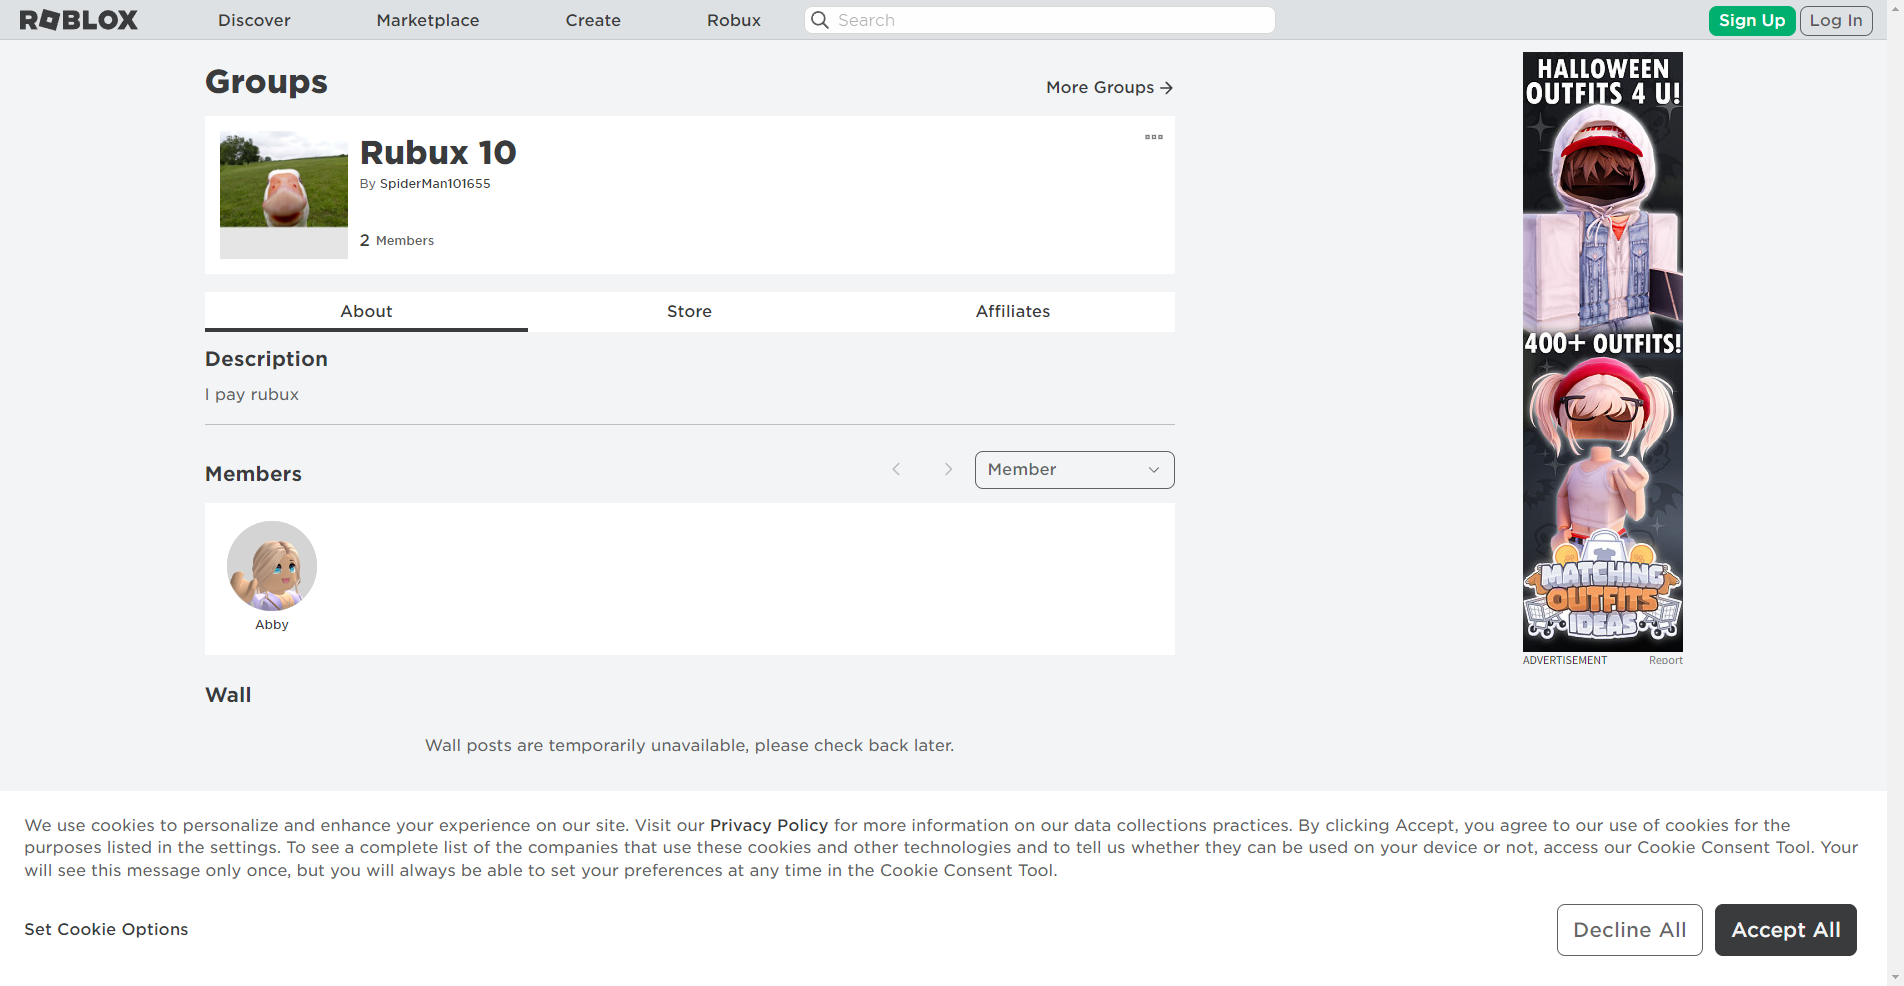 ROBLOX
Discover
Marketplace
Create
Robux
Search
Sign Up
Log In
Groups
More Groups →
Rubux 10
By SpiderMan101655
2 Members
About
Store
Affiliates
Description
I pay rubux
Members
Member
Abby
Wall
Wall posts are temporarily unavailable, please check back later.
HALLOWEEN
OUTFITS 4 U!
400+ OUTFITS!
MATCHING
OUTFITS
IDEAS
ADVERTISEMENT
Report
We use cookies to personalize and enhance your experience on our site. Visit our Privacy Policy for more information on our data collections practices. By clicking Accept, you agree to our use of cookies for the
purposes listed in the settings. To see a complete list of the companies that use these cookies and other technologies and to tell us whether they can be used on your device or not, access our Cookie Consent Tool. Your
will see this message only once, but you will always be able to set your preferences at any time in the Cookie Consent Tool.
Set Cookie Options
Decline All
Accept All